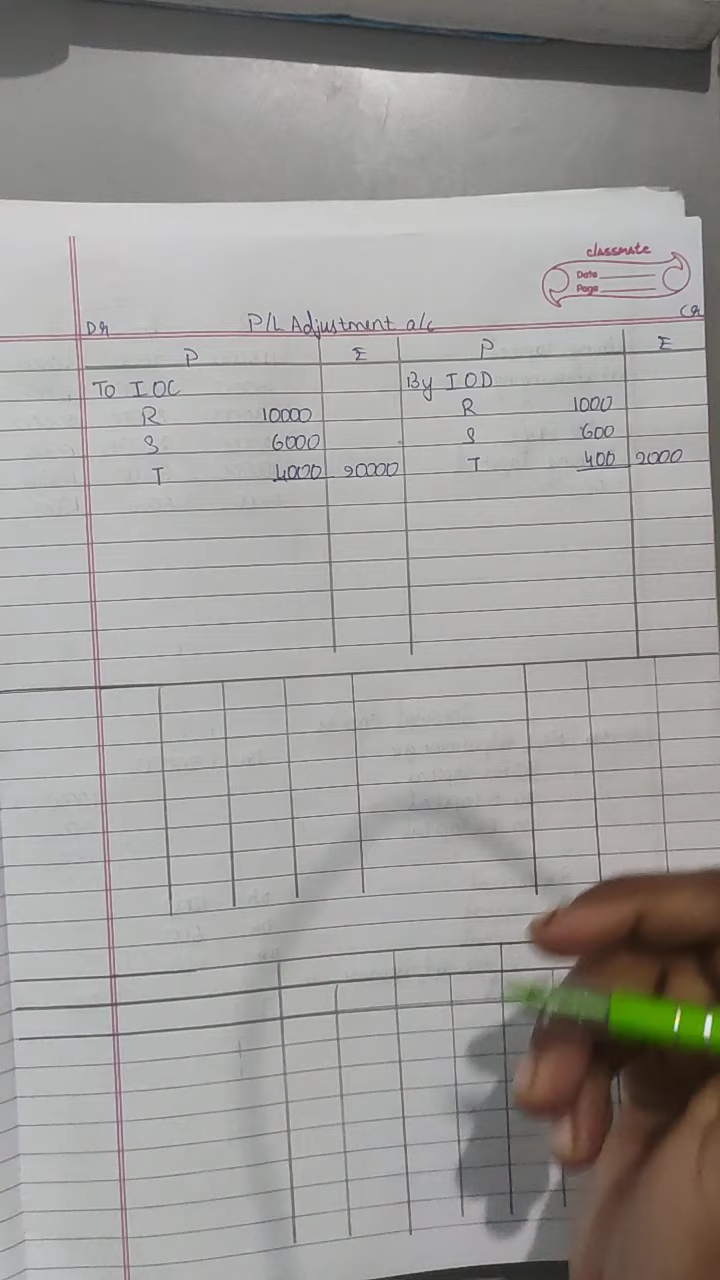 classmate
Date
Page
Dr P/L Adjustment a/c Cr
P Σ P Σ
To IOC By IOD
R 10000 R 1000
S 6000 S 600
T 4000 20000 T 400 2000